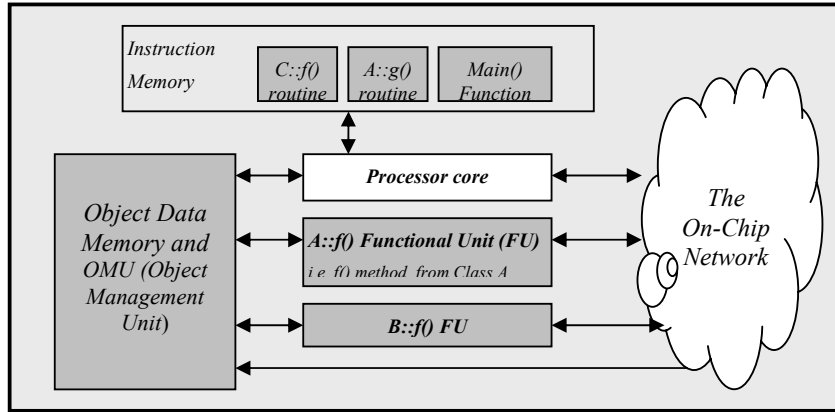 Instruction
Memory
C::f()
routine
A::g()
routine
Main()
Function
Processor core
Object Data
Memory and
OMU (Object
Management
Unit)
A::f() Functional Unit (FU)
i.e. f() method from Class A
B::f() FU
The
On-Chip
Network